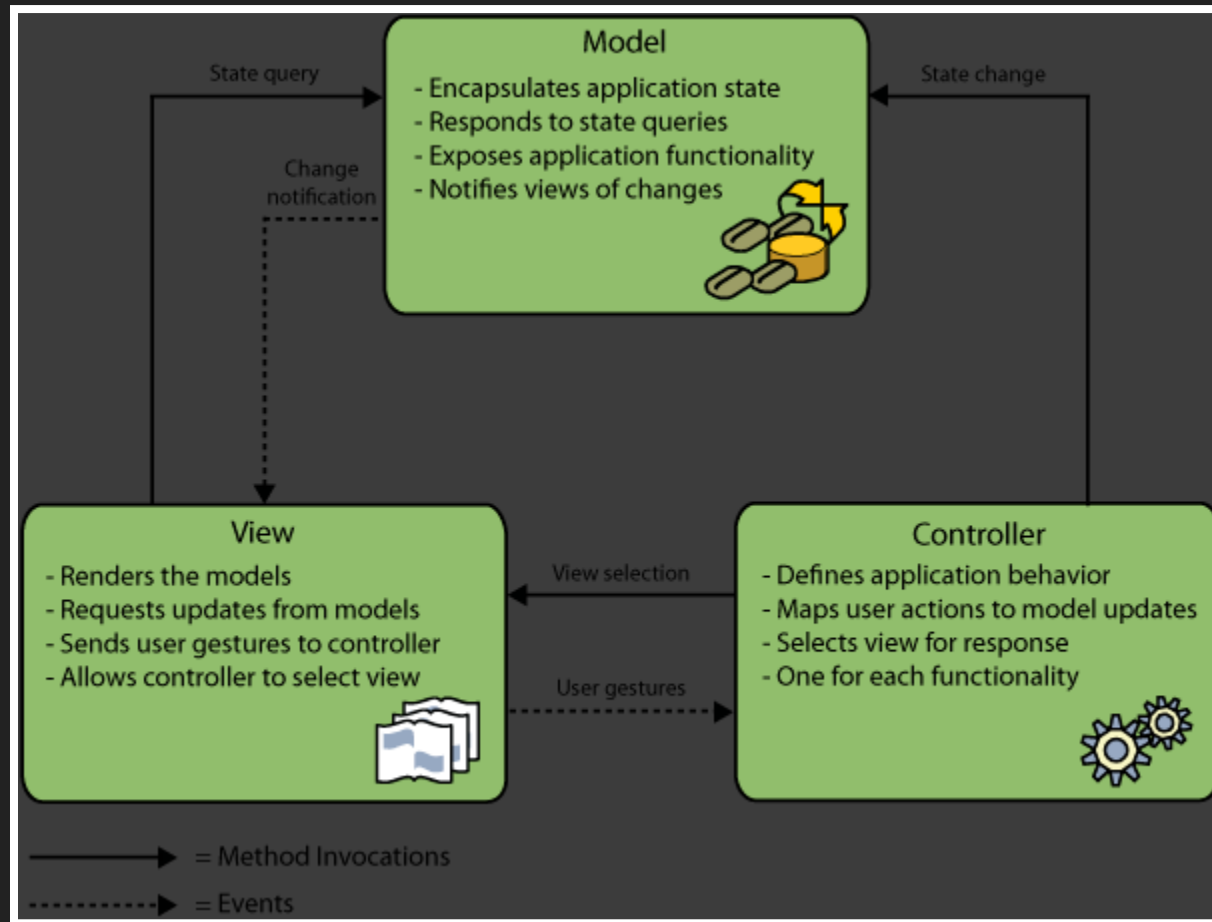 Model
- Encapsulates application state
- Responds to state queries
- Exposes application functionality
- Notifies views of changes
State query
State change
Change
notification
View
- Renders the models
- Requests updates from models
- Sends user gestures to controller
- Allows controller to select view
View selection
User gestures
Controller
- Defines application behavior
- Maps user actions to model updates
- Selects view for response
- One for each functionality
= Method Invocations
= Events